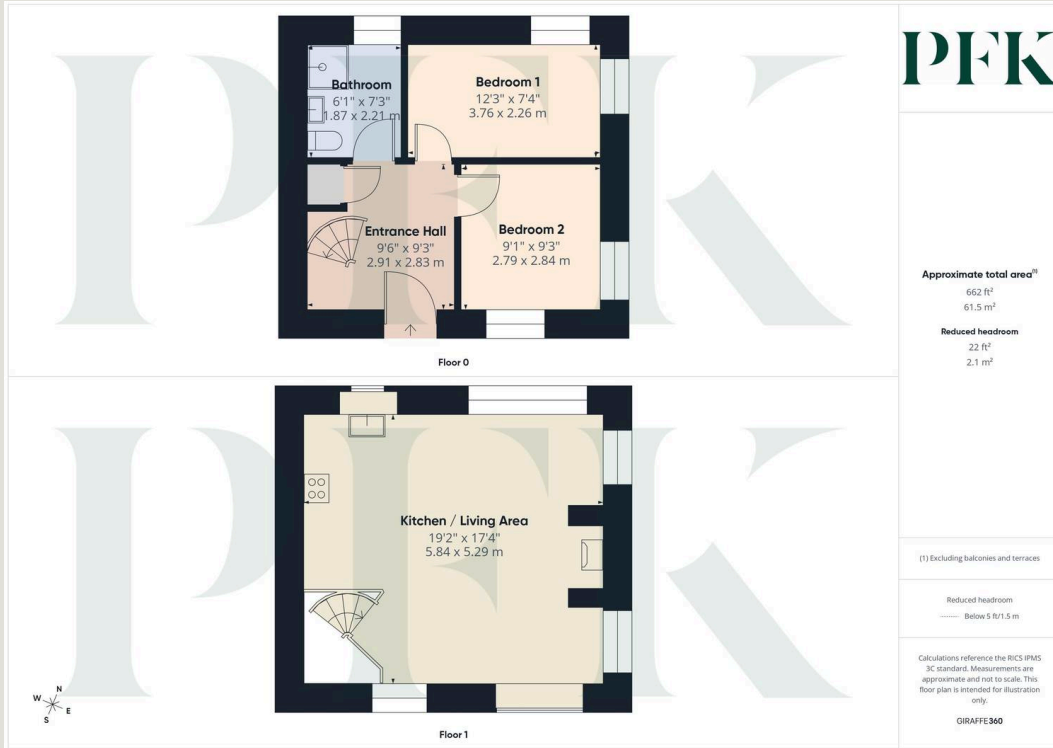 PFK
Bathroom
6'1" x 7'3"
1.87 x 2.21 m
Bedroom 1
12'3" x 7'4"
3.76 x 2.26 m
Entrance Hall
9'6" x 9'3"
2.91 x 2.83 m
Bedroom 2
9'1" x 9'3"
2.79 x 2.84 m
Floor 0
PFK
Kitchen / Living Area
19'2" x 17'4"
5.84 x 5.29 m
N
W
E
S
Floor 1
PFK
Approximate total area(1)
662 ft²
61.5 m²
Reduced headroom
22 ft²
2.1 m²
(1) Excluding balconies and terraces
Reduced headroom
Below 5 ft/1.5 m
Calculations reference the RICS IPMS
3C standard. Measurements are
approximate and not to scale. This
floor plan is intended for illustration
only.
GIRAFFE360